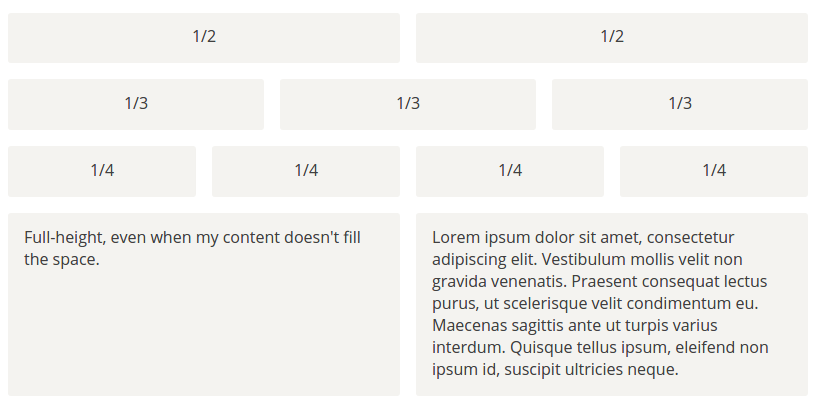 1/2 1/2
1/3 1/3 1/3
1/4 1/4 1/4 1/4
Full-height, even when my content doesn't fill
the space.
Lorem ipsum dolor sit amet, consectetur
adipiscing elit. Vestibulum mollis velit non
gravida venenatis. Praesent consequat lectus
purus, ut scelerisque velit condimentum eu.
Maecenas sagittis ante ut turpis varius
interdum. Quisque tellus ipsum, eleifend non
ipsum id, suscipit ultricies neque.